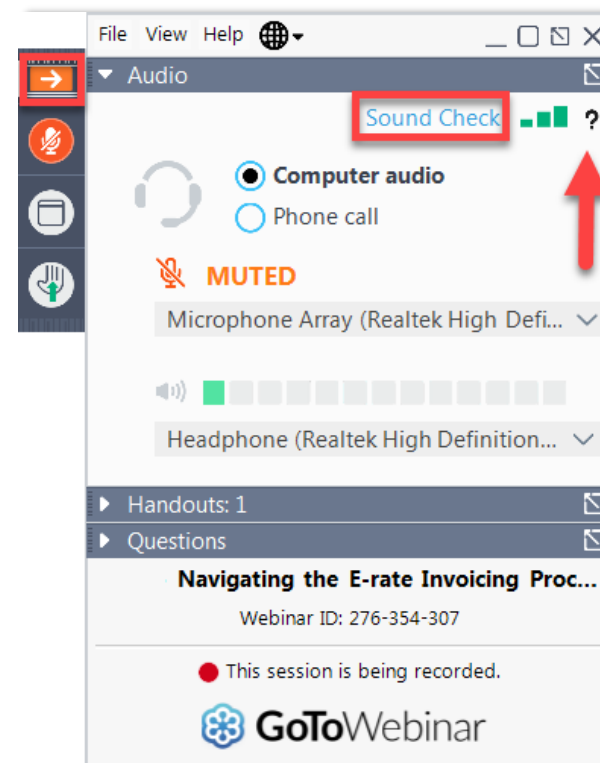 File View Help
Audio
Sound Check ?
Computer audio
Phone call
MUTED
Microphone Array (Realtek High Defi...
Headphone (Realtek High Definition...
Handouts: 1
Questions
Navigating the E-rate Invoicing Proc...
Webinar ID: 276-354-307
This session is being recorded.
GoToWebinar